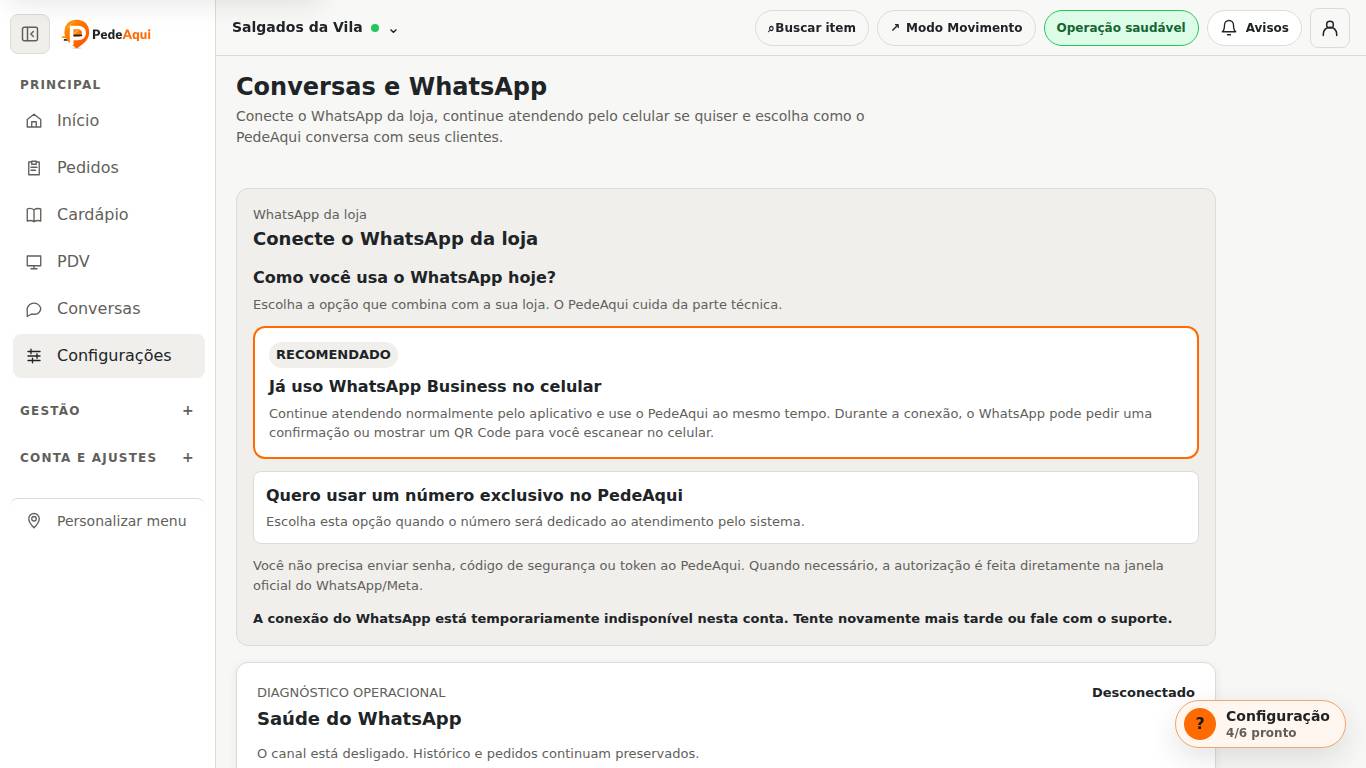 PedeAqui
PRINCIPAL
Início
Pedidos
Cardápio
PDV
Conversas
Configurações
GESTÃO +
CONTA E AJUSTES +
Personalizar menu
Salgados da Vila
Buscar item
↗ Modo Movimento
Operação saudável
Avisos
Conversas e WhatsApp
Conecte o WhatsApp da loja, continue atendendo pelo celular se quiser e escolha como o
PedeAqui conversa com seus clientes.
WhatsApp da loja
Conecte o WhatsApp da loja
Como você usa o WhatsApp hoje?
Escolha a opção que combina com a sua loja. O PedeAqui cuida da parte técnica.
RECOMENDADO
Já uso WhatsApp Business no celular
Continue atendendo normalmente pelo aplicativo e use o PedeAqui ao mesmo tempo. Durante a conexão, o WhatsApp pode pedir uma
confirmação ou mostrar um QR Code para você escanear no celular.
Quero usar um número exclusivo no PedeAqui
Escolha esta opção quando o número será dedicado ao atendimento pelo sistema.
Você não precisa enviar senha, código de segurança ou token ao PedeAqui. Quando necessário, a autorização é feita diretamente na janela
oficial do WhatsApp/Meta.
A conexão do WhatsApp está temporariamente indisponível nesta conta. Tente novamente mais tarde ou fale com o suporte.
DIAGNÓSTICO OPERACIONAL
Desconectado
Saúde do WhatsApp
O canal está desligado. Histórico e pedidos continuam preservados.
?
Configuração
4/6 pronto